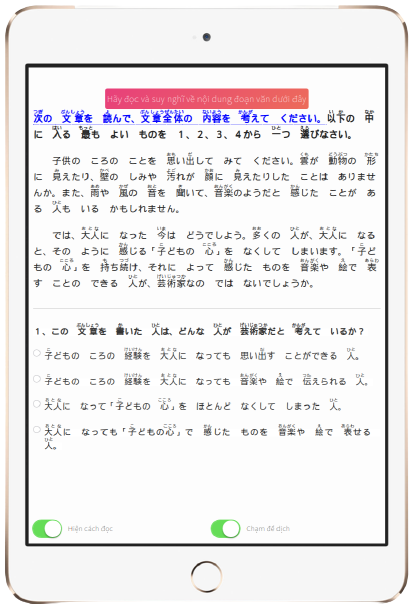 Hãy đọc và suy nghĩ về nội dung đoạn văn dưới đây
次の 文章を 読んで、文章全体の 内容を 考えて ください。以下の 中
に 入る 最も よい ものを 1、2、3、4から 一つ 選びなさい。
子供の ころの ことを 思い出して みて ください。雲が 動物の 形
に 見えたり、壁の しみや 汚れが 顔に 見えたりした ことは ありませ
んか。また、雨や 風の 音を 聞いて、音楽のようだと 感じた ことが あ
る 人も いる かもしれません。
では、大人に なった 今は どうでしょう。多くの 人が、大人に なる
と、その ように 感じる「子どもの 心」を なくして しまいます。「子ど
もの 心」を 持ち続け、それに よって 感じた ものを 音楽や 絵で 表
す ことの できる 人が、芸術家なの では ないでしょうか。
1、この 文章を 書いた 人は、どんな 人が 芸術家だと 考えて いるか?
子どもの ころの 経験を 大人に なっても 思い出す ことができる 人。
子どもの ころの 経験を 大人に なっても 音楽や 絵で 伝えられる 人。
大人に なって「子どもの 心」を ほとんど なくして しまった 人。
大人に なっても「子どもの心」で 感じた ものを 音楽や 絵で 表せる
人。
Hiện cách đọc
Chạm để dịch